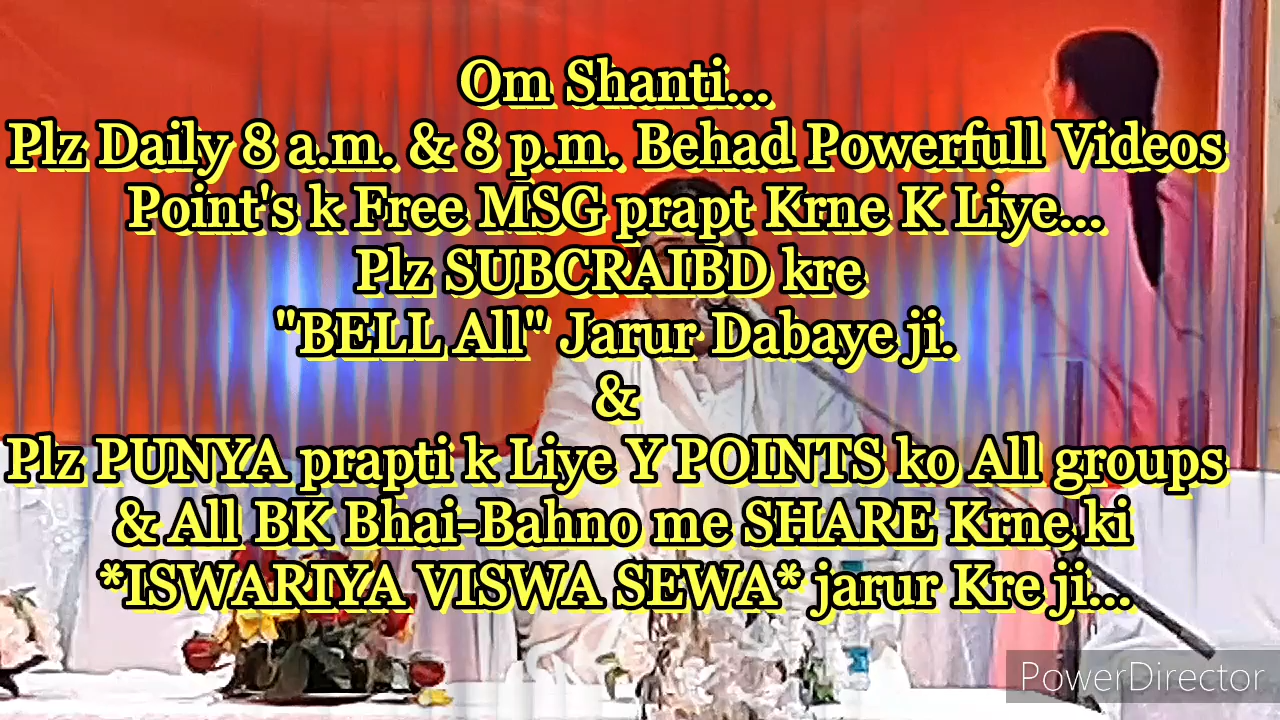 Om Shanti...
Plz Daily 8 a.m. & 8 p.m. Behad Powerfull Videos
Point's k Free MSG prapt Krne K Liye...
Plz SUBCRAIBD kre
"BELL All" Jarur Dabaye ji.
&
Plz PUNYA prapti k Liye Y POINTS ko All groups
& All BK Bhai-Bahno me SHARE Krne ki
*ISWARIYA VISWA SEWA* jarur Kre ji...
PowerDirector